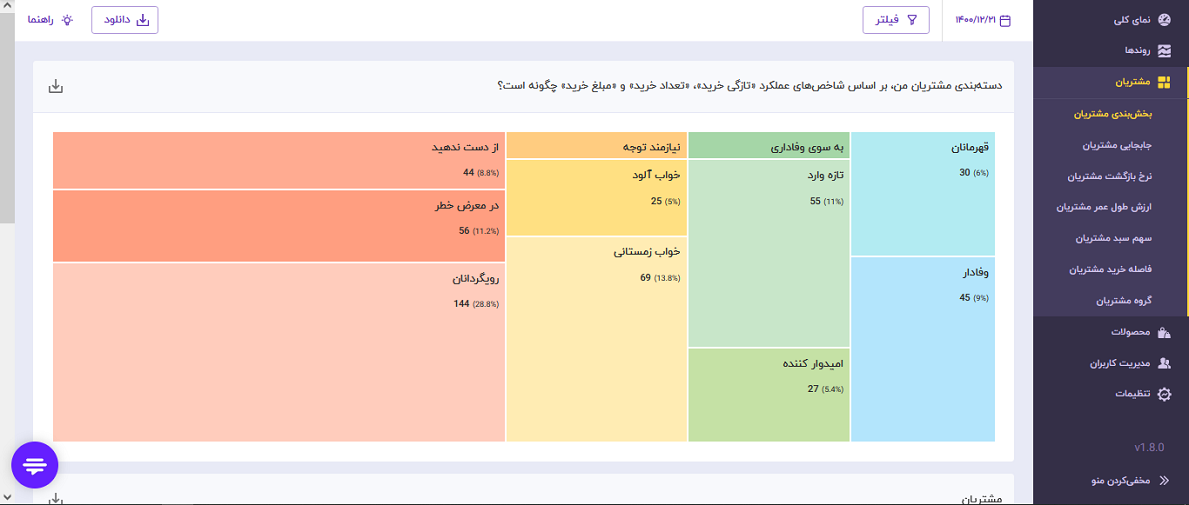 نمای کلی
روندها
مشتریان
بخش‌بندی مشتریان
جابجایی مشتریان
نرخ بازگشت مشتریان
ارزش طول عمر مشتریان
سهم سبد مشتریان
فاصله خرید مشتریان
گروه مشتریان
محصولات
مدیریت کاربران
تنظیمات
v1.8.0
مخفی‌کردن منو
۱۴۰۰/۱۲/۲۱
فیلتر
دانلود
راهنما
دسته‌بندی مشتریان من، بر اساس شاخص‌های عملکرد «تازگی خرید»، «تعداد خرید» و «مبلغ خرید» چگونه است؟
قهرمانان
30 (6%)
وفادار
45 (9%)
به سوی وفاداری
تازه وارد
55 (11%)
امیدوار کننده
27 (5.4%)
نیازمند توجه
خواب آلود
25 (5%)
خواب زمستانی
69 (13.8%)
از دست ندهید
44 (8.8%)
در معرض خطر
56 (11.2%)
رویگردانان
144 (28.8%)
مشتریان